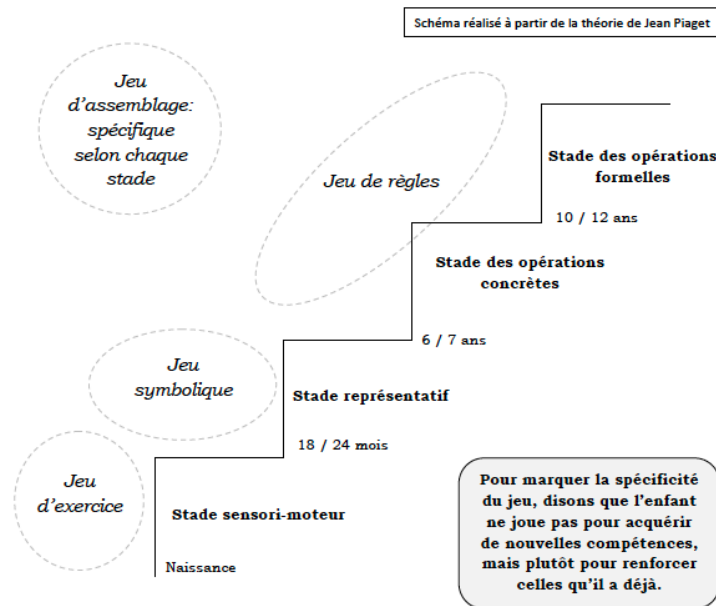 Schéma réalisé à partir de la théorie de Jean Piaget
Jeu
d'assemblage:
spécifique
selon chaque
stade
Jeu de règles
Stade des opérations
formelles
10 / 12 ans
Stade des opérations
concrètes
6 / 7 ans
Jeu
symbolique
Stade représentatif
18 / 24 mois
Jeu
d'exercice
Stade sensori-moteur
Naissance
Pour marquer la spécificité
du jeu, disons que l'enfant
ne joue pas pour acquérir
de nouvelles compétences,
mais plutôt pour renforcer
celles qu'il a déjà.